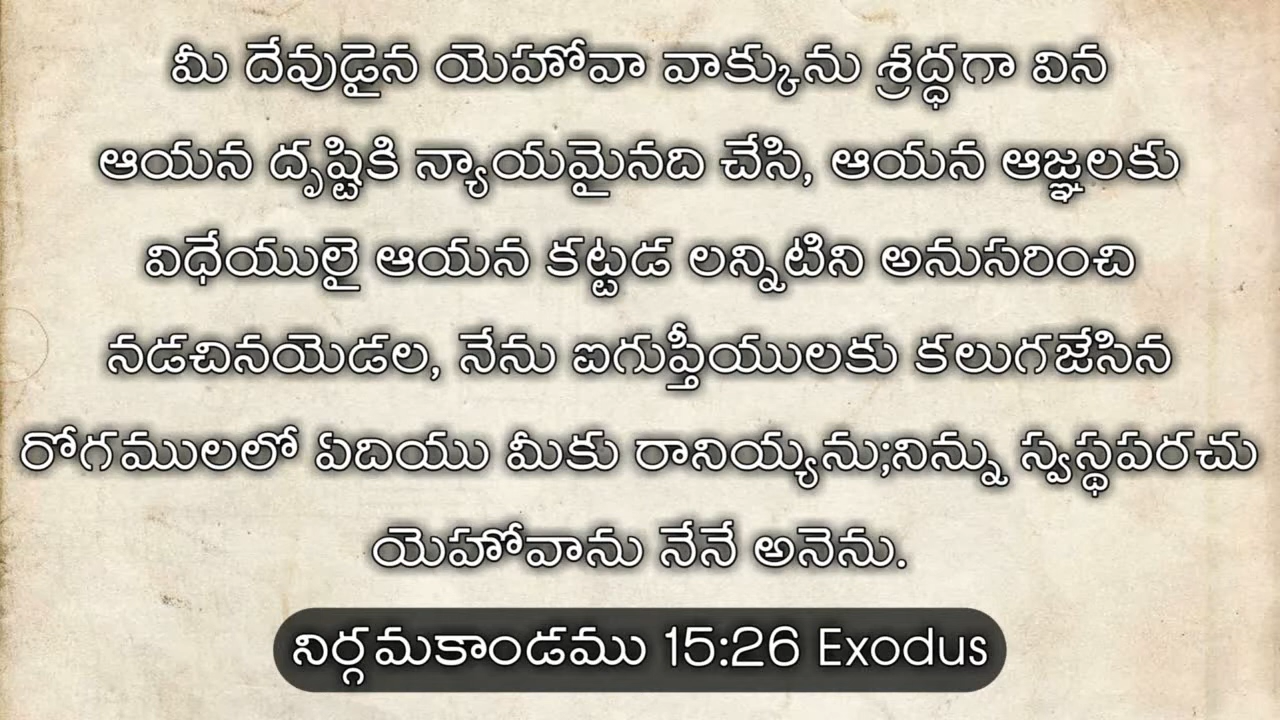 మీ దేవుడైన యెహోవా వాక్కును శ్రద్ధగా విన
ఆయన దృష్టికి న్యాయమైనది చేసి, ఆయన ఆజ్ఞలకు
విధేయులై ఆయన కట్టడ లన్నిటిని అనుసరించి
నడచినయెడల, నేను ఐగుప్తీయులకు కలుగజేసిన
రోగములలో ఏదియు మీకు రానియ్యను;నిన్ను స్వస్థపరచు
యెహోవాను నేనే అనెను.
నిర్గమకాండము 15:26 Exodus